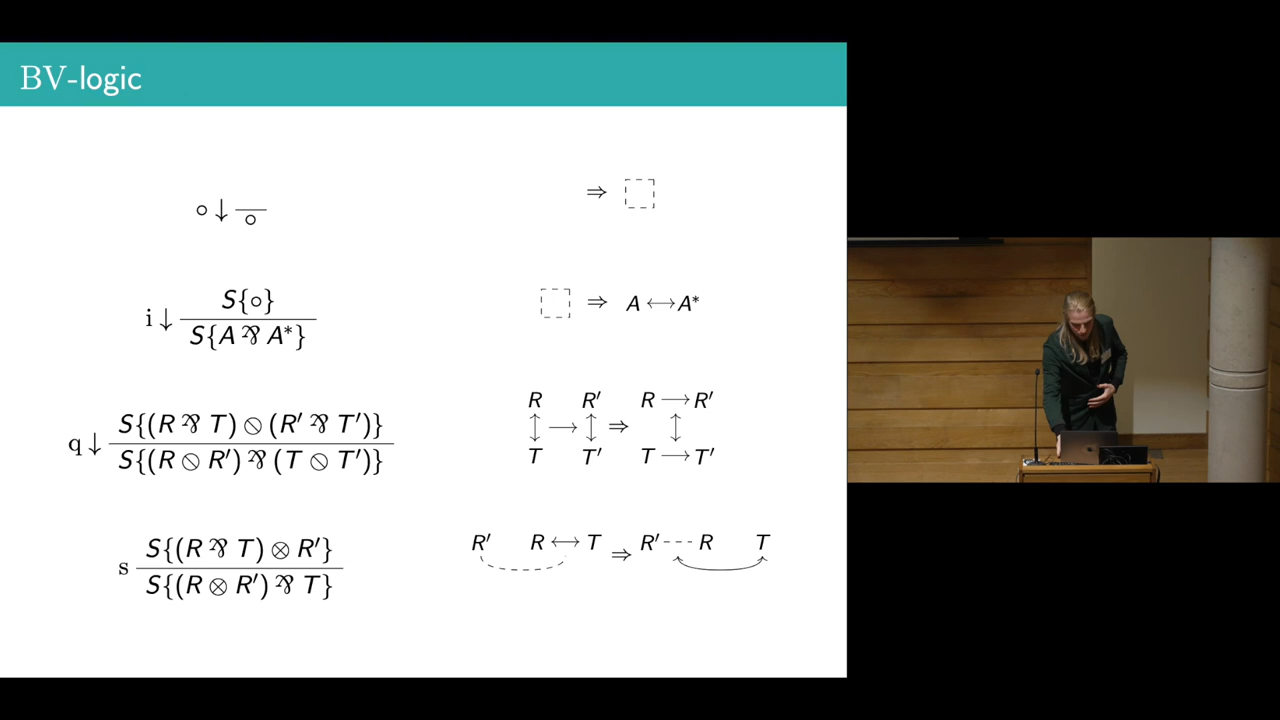 BV-logic
∘↓ ―― ∘
⇒
S{∘}
i↓
S{A ⅋ A*}
⇒ A ⟷ A*
S{(R ⅋ T) ⦸ (R′ ⅋ T′)}
q↓
S{(R ⦸ R′) ⅋ (T ⦸ T′)}
R R′ R ⟶ R′
↕ ⟶ ↕ ⇒ ↕
T T′ T ⟶ T′
S{(R ⅋ T) ⊗ R′}
s
S{(R ⊗ R′) ⅋ T}
R′ R ⟷ T ⇒ R′ --- R T